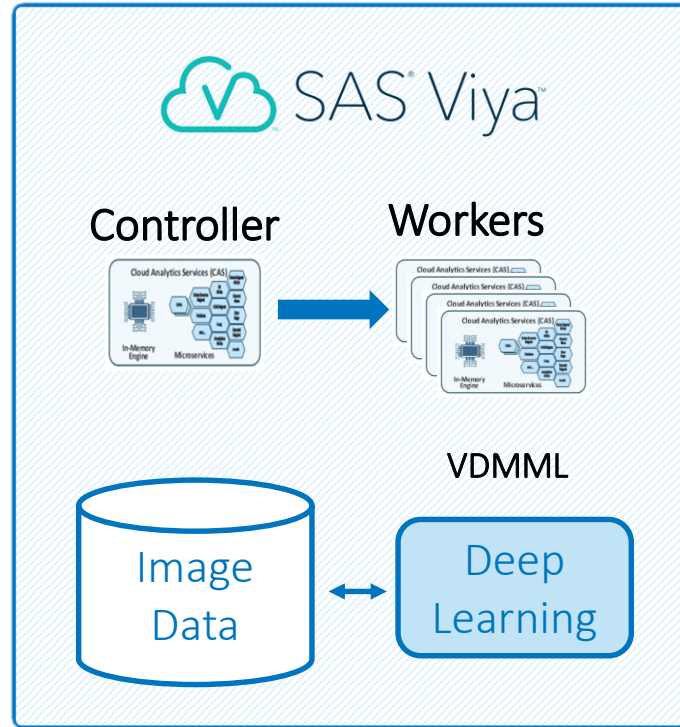 SAS® Viya™
Controller
Workers
Cloud Analytics Services (CAS)
In-Memory
Engine
Microservices
Cloud Analytics Services (CAS)
Cloud Analytics Services (CAS)
Cloud Analytics Services (CAS)
Cloud Analytics Services (CAS)
In-Memory
Engine
Microservices
VDMML
Image
Data
Deep
Learning